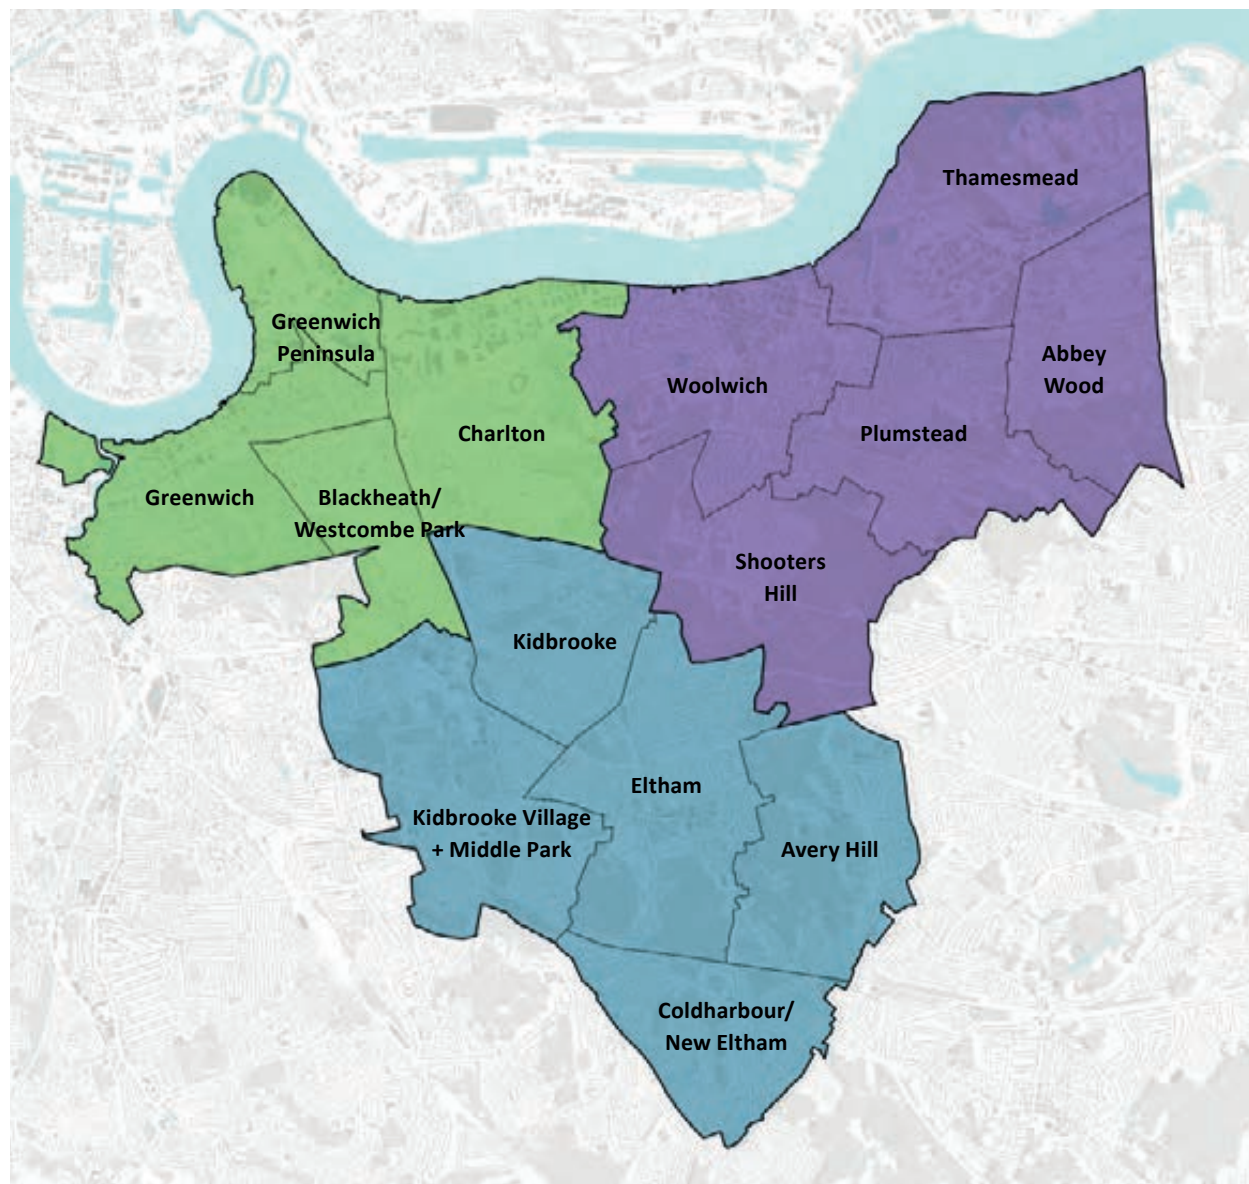 Thamesmead
Greenwich
Peninsula
Abbey
Wood
Woolwich
Charlton
Plumstead
Greenwich
Blackheath/
Westcombe Park
Shooters
Hill
Kidbrooke
Eltham
Kidbrooke Village
+ Middle Park
Avery Hill
Coldharbour/
New Eltham